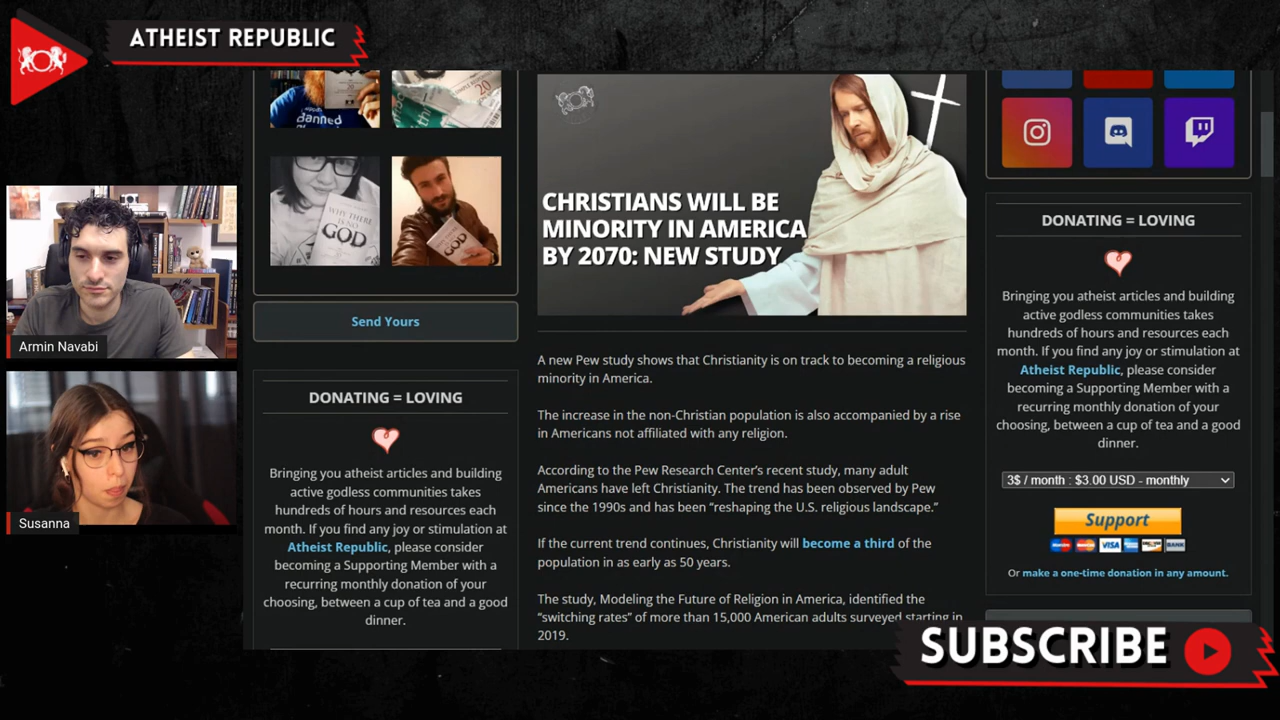 ATHEIST REPUBLIC
Armin Navabi
Susanna
Banned
20
WHY THERE
IS NO
GOD
GOD
Send Yours
DONATING = LOVING
Bringing you atheist articles and building
active godless communities takes
hundreds of hours and resources each
month. If you find any joy or stimulation at
Atheist Republic, please consider
becoming a Supporting Member with a
recurring monthly donation of your
choosing, between a cup of tea and a good
dinner.
CHRISTIANS WILL BE
MINORITY IN AMERICA
BY 2070: NEW STUDY
A new Pew study shows that Christianity is on track to becoming a religious
minority in America.
The increase in the non-Christian population is also accompanied by a rise
in Americans not affiliated with any religion.
According to the Pew Research Center’s recent study, many adult
Americans have left Christianity. The trend has been observed by Pew
since the 1990s and has been “reshaping the U.S. religious landscape.”
If the current trend continues, Christianity will become a third of the
population in as early as 50 years.
The study, Modeling the Future of Religion in America, identified the
“switching rates” of more than 15,000 American adults surveyed starting in
2019.
DONATING = LOVING
Bringing you atheist articles and building
active godless communities takes
hundreds of hours and resources each
month. If you find any joy or stimulation at
Atheist Republic, please consider
becoming a Supporting Member with a
recurring monthly donation of your
choosing, between a cup of tea and a good
dinner.
3$ / month : $3.00 USD - monthly
Support
VISA
BANK
Or make a one-time donation in any amount.
SUBSCRIBE